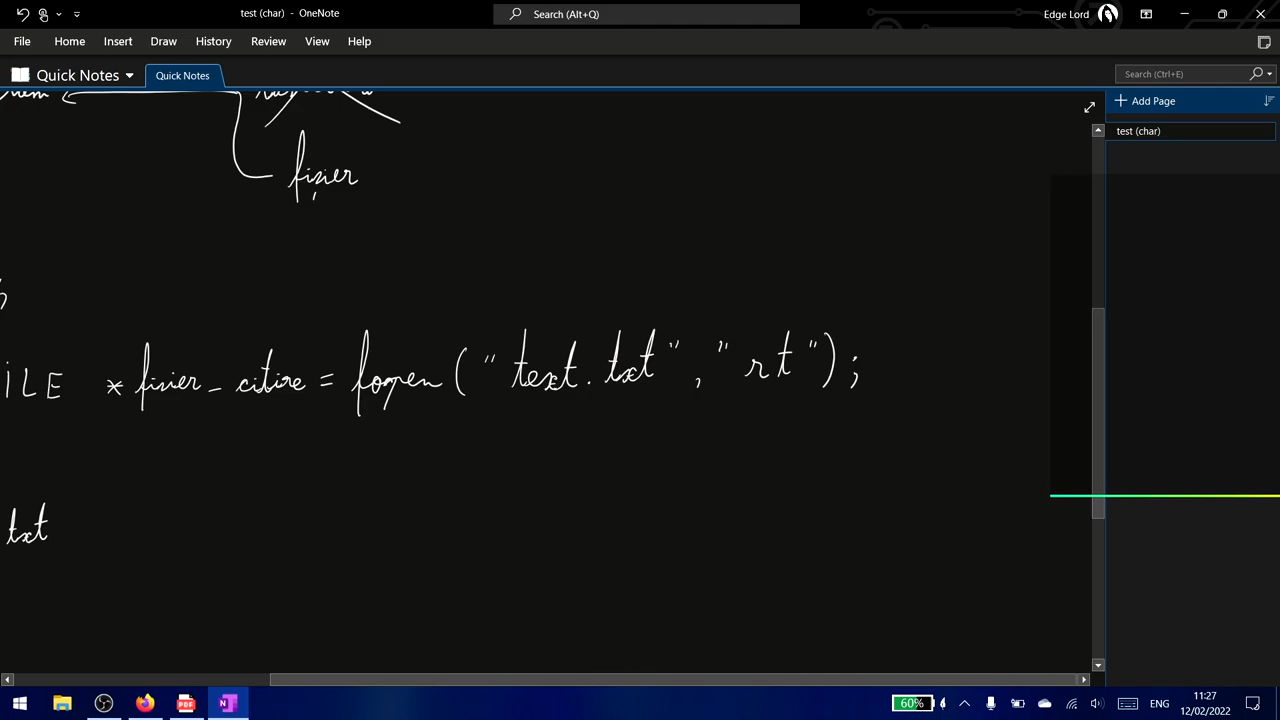 test (char) - OneNote
Search (Alt+Q)
Edge Lord
File Home Insert Draw History Review View Help
Quick Notes
Quick Notes
Search (Ctrl+E)
Add Page
test (char)
fisier
ILE *fisier_citire = fopen("text.txt", "rt");
txt
60%
ENG
11:27
12/02/2022
PDF